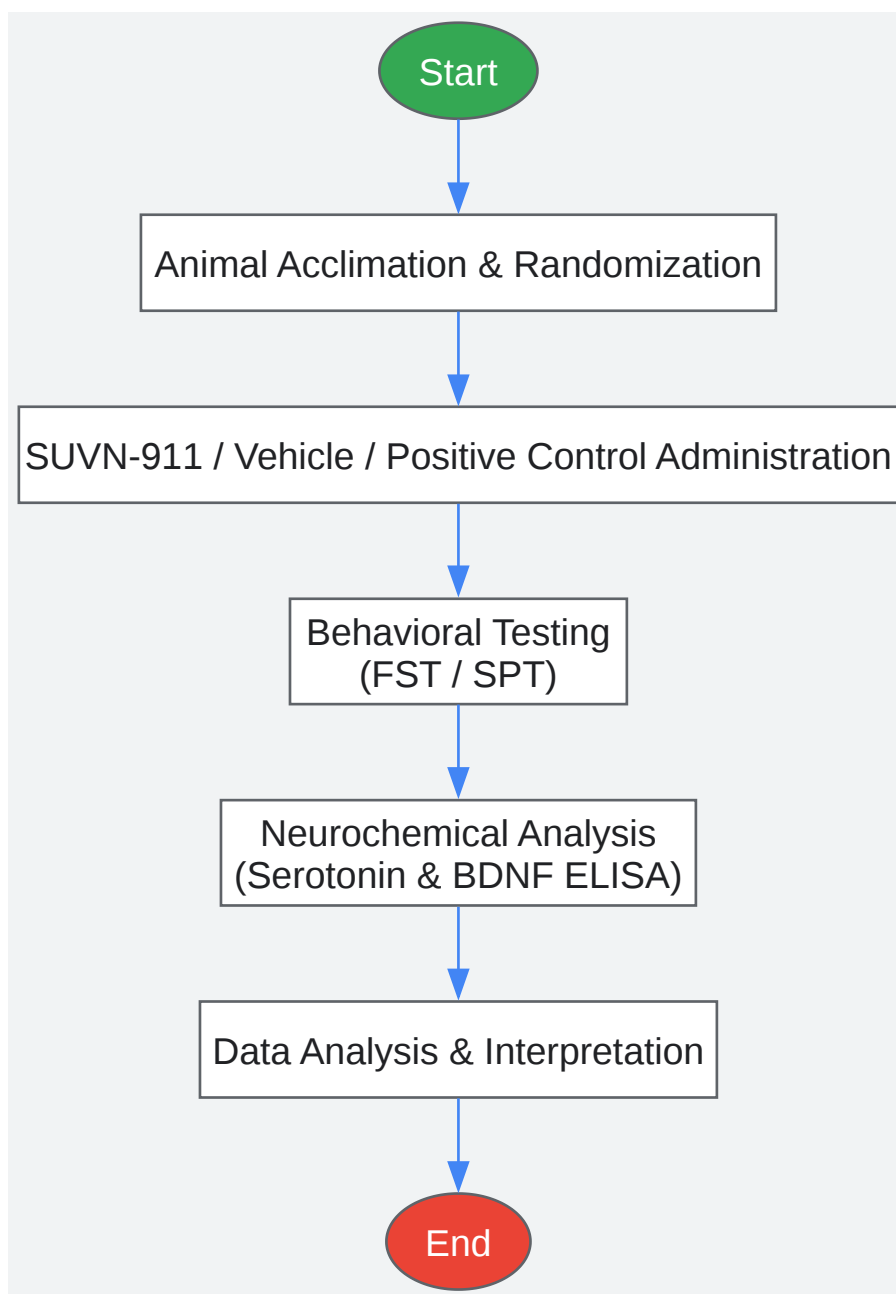 Start
Animal Acclimation & Randomization
SUVN-911 / Vehicle / Positive Control Administration
Behavioral Testing
(FST / SPT)
Neurochemical Analysis
(Serotonin & BDNF ELISA)
Data Analysis & Interpretation
End